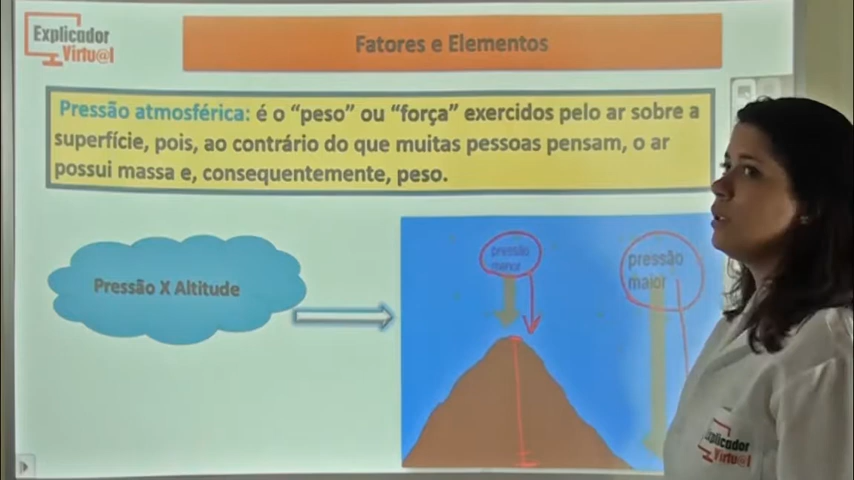 Explicador
Virtu@l
Fatores e Elementos
Pressão atmosférica: é o “peso” ou “força” exercidos pelo ar sobre a
superfície, pois, ao contrário do que muitas pessoas pensam, o ar
possui massa e, consequentemente, peso.
Pressão X Altitude
pressão
menor
pressão
maior
Explicador
Virtu@l